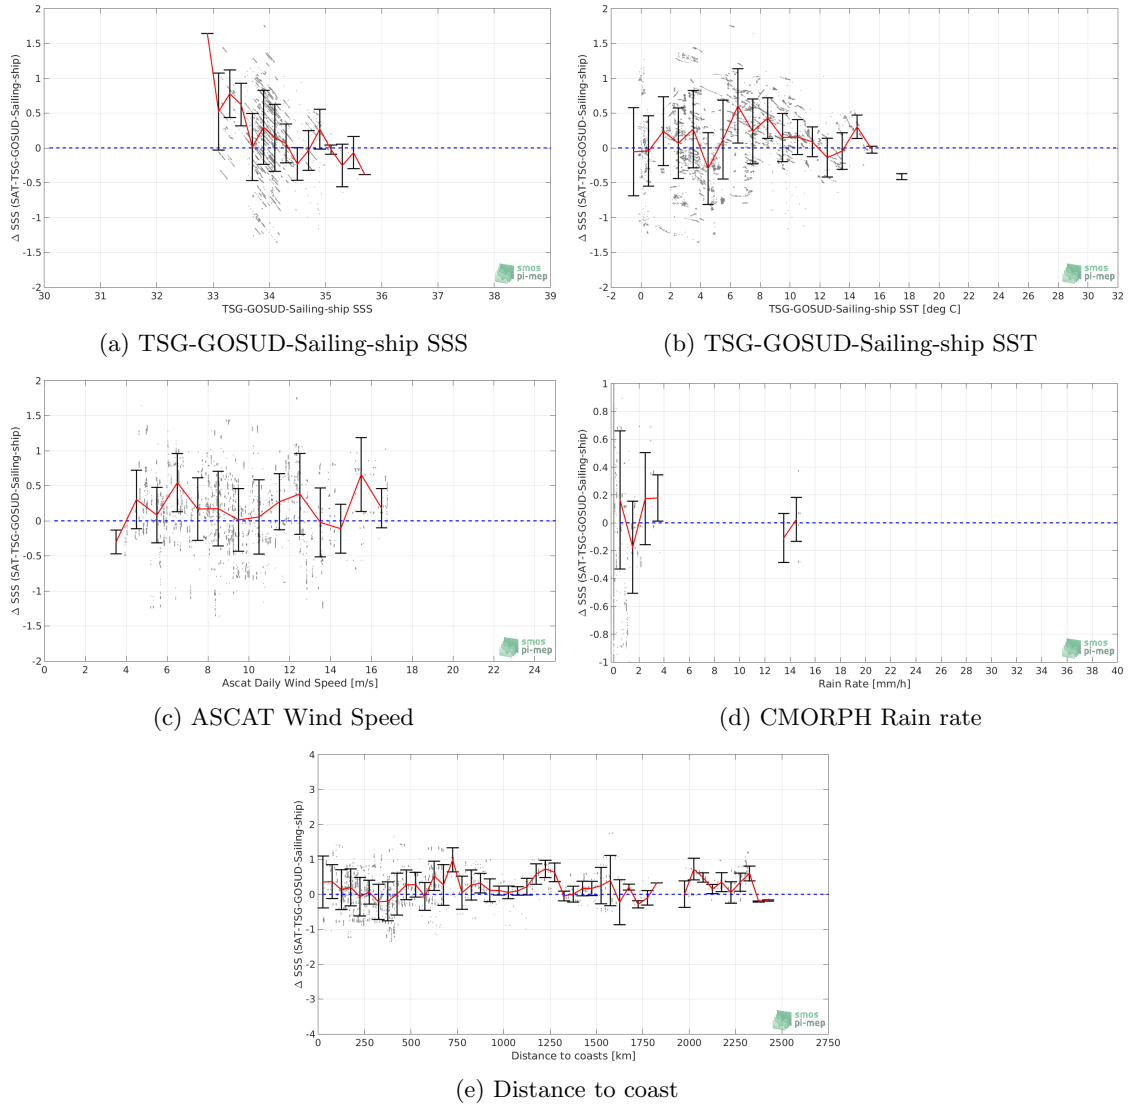 2
1.5
1
0.5
0
-0.5
-1
-1.5
-2
Δ SSS (SAT-TSG-GOSUD-Sailing-ship)
30 31 32 33 34 35 36 37 38 39
TSG-GOSUD-Sailing-ship SSS
smos
pi-mep
(a) TSG-GOSUD-Sailing-ship SSS
2
1.5
1
0.5
0
-0.5
-1
-1.5
-2
Δ SSS (SAT-TSG-GOSUD-Sailing-ship)
-2 0 2 4 6 8 10 12 14 16 18 20 22 24 26 28 30 32
TSG-GOSUD-Sailing-ship SST [deg C]
smos
pi-mep
(b) TSG-GOSUD-Sailing-ship SST
2
1.5
1
0.5
0
-0.5
-1
-1.5
-2
Δ SSS (SAT-TSG-GOSUD-Sailing-ship)
0 2 4 6 8 10 12 14 16 18 20 22 24
Ascat Daily Wind Speed [m/s]
smos
pi-mep
(c) ASCAT Wind Speed
1
0.8
0.6
0.4
0.2
0
-0.2
-0.4
-0.6
-0.8
-1
Δ SSS (SAT-TSG-GOSUD-Sailing-ship)
0 2 4 6 8 10 12 14 16 18 20 22 24 26 28 30 32 34 36 38 40
Rain Rate [mm/h]
smos
pi-mep
(d) CMORPH Rain rate
4
3
2
1
0
-1
-2
-3
-4
Δ SSS (SAT-TSG-GOSUD-Sailing-ship)
0 250 500 750 1000 1250 1500 1750 2000 2250 2500 2750
Distance to coasts [km]
smos
pi-mep
(e) Distance to coast